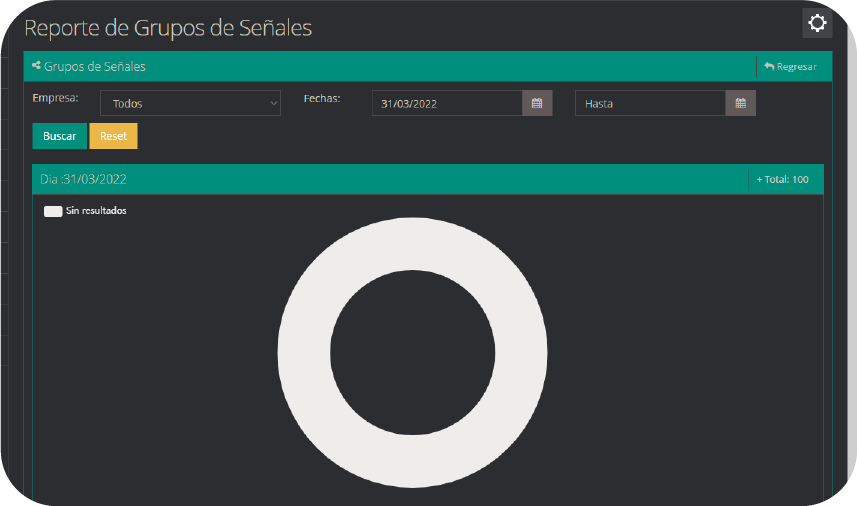 Reporte de Grupos de Señales
Grupos de Señales
Regresar
Empresa: Todos Fechas: 31/03/2022 Hasta
Buscar Reset
Dia :31/03/2022
+ Total: 100
Sin resultados